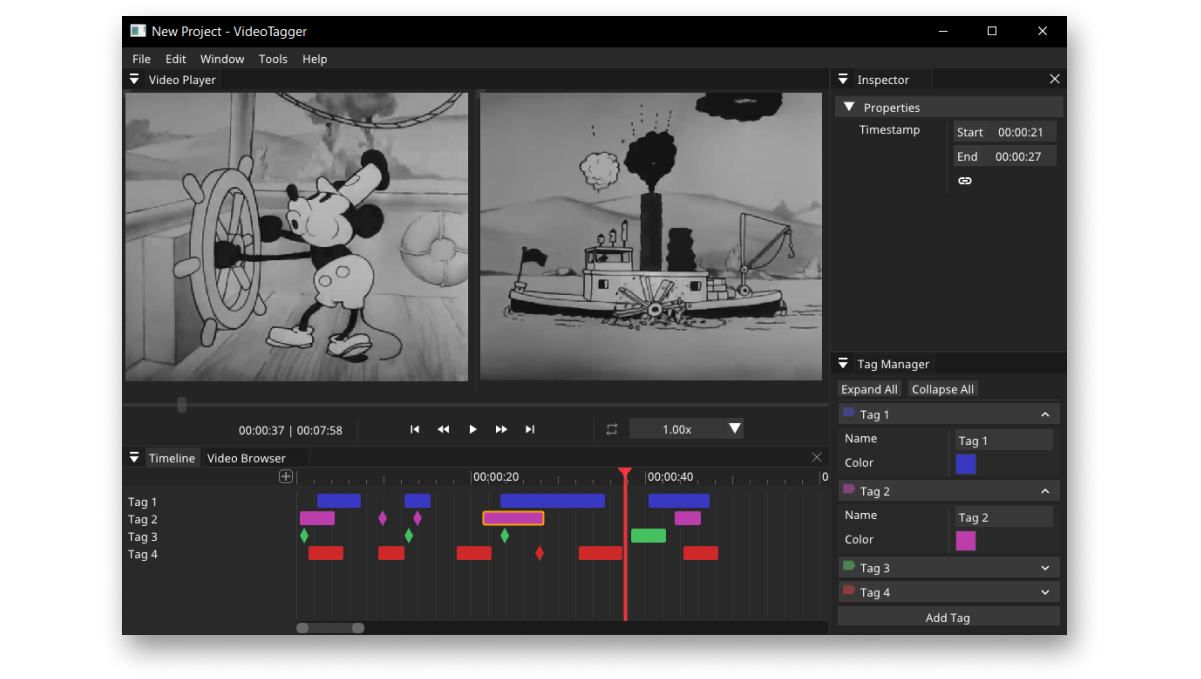 New Project - VideoTagger
File Edit Window Tools Help
Video Player
Inspector
Properties
Timestamp
Start 00:00:21
End 00:00:27
Tag Manager
Expand All Collapse All
Tag 1
Name Tag 1
Color
Tag 2
Name Tag 2
Color
Tag 3
Tag 4
Add Tag
00:00:37 | 00:07:58
1.00x
Timeline Video Browser
00:00:20 00:00:40 0
Tag 1
Tag 2
Tag 3
Tag 4